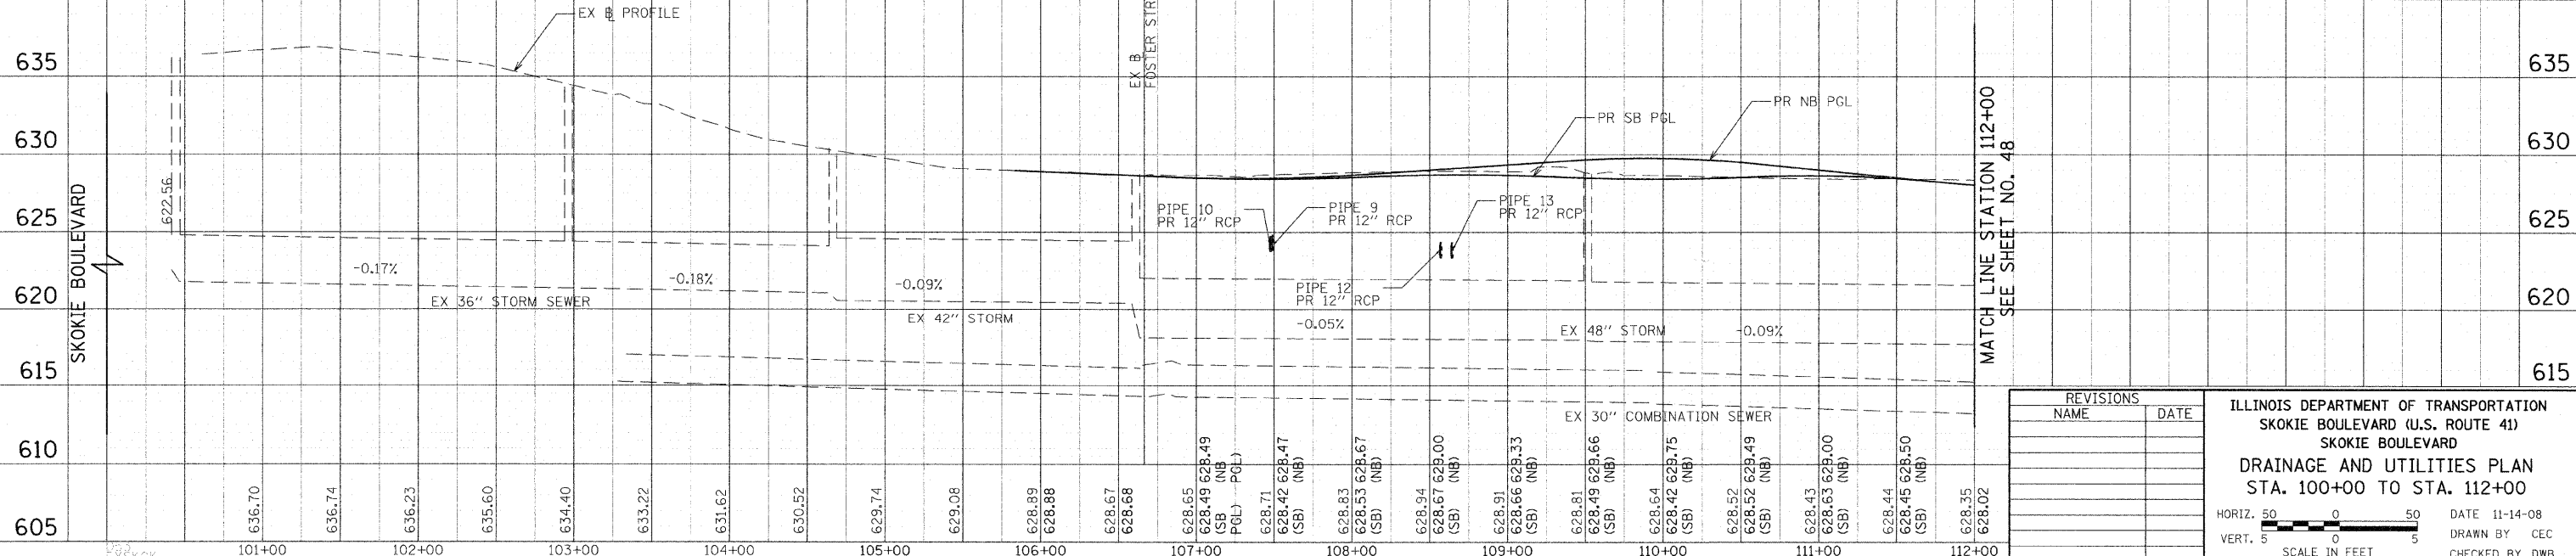 EX ⅊ PROFILE
EX ⅊
FOSTER STR
635
630
625
620
615
610
605
SKOKIE BOULEVARD
622.56
-0.17%
EX 36" STORM SEWER
-0.18%
-0.09%
EX 42" STORM
PIPE 10
PR 12" RCP
PIPE 9
PR 12" RCP
PIPE 13
PR 12" RCP
PIPE 12
PR 12" RCP
-0.05%
EX 48" STORM
-0.09%
PR SB PGL
PR NB PGL
EX 30" COMBINATION SEWER
MATCH LINE STATION 112+00
SEE SHEET NO. 48
635
630
625
620
615
636.70
636.74
636.23
635.60
634.40
633.22
631.62
630.52
629.74
629.08
628.89
628.88
628.67
628.68
628.65
628.49 628.49
(SB PGL) (NB PGL)
628.71
628.42 628.47
(SB) (NB)
628.83
628.53 628.67
(SB) (NB)
628.94
628.67 629.00
(SB) (NB)
628.91
628.66 629.33
(SB) (NB)
628.81
628.49 629.66
(SB) (NB)
628.64
628.42 629.75
(SB) (NB)
628.52
628.52 629.49
(SB) (NB)
628.43
628.63 629.00
(SB) (NB)
628.44
628.45 628.50
(SB) (NB)
628.35
628.02
101+00 102+00 103+00 104+00 105+00 106+00 107+00 108+00 109+00 110+00 111+00 112+00
REVISIONS
NAME DATE
ILLINOIS DEPARTMENT OF TRANSPORTATION
SKOKIE BOULEVARD (U.S. ROUTE 41)
SKOKIE BOULEVARD
DRAINAGE AND UTILITIES PLAN
STA. 100+00 TO STA. 112+00
HORIZ. 50 0 50
VERT. 5 0 5
SCALE IN FEET
DATE 11-14-08
DRAWN BY CEC
CHECKED BY DWB